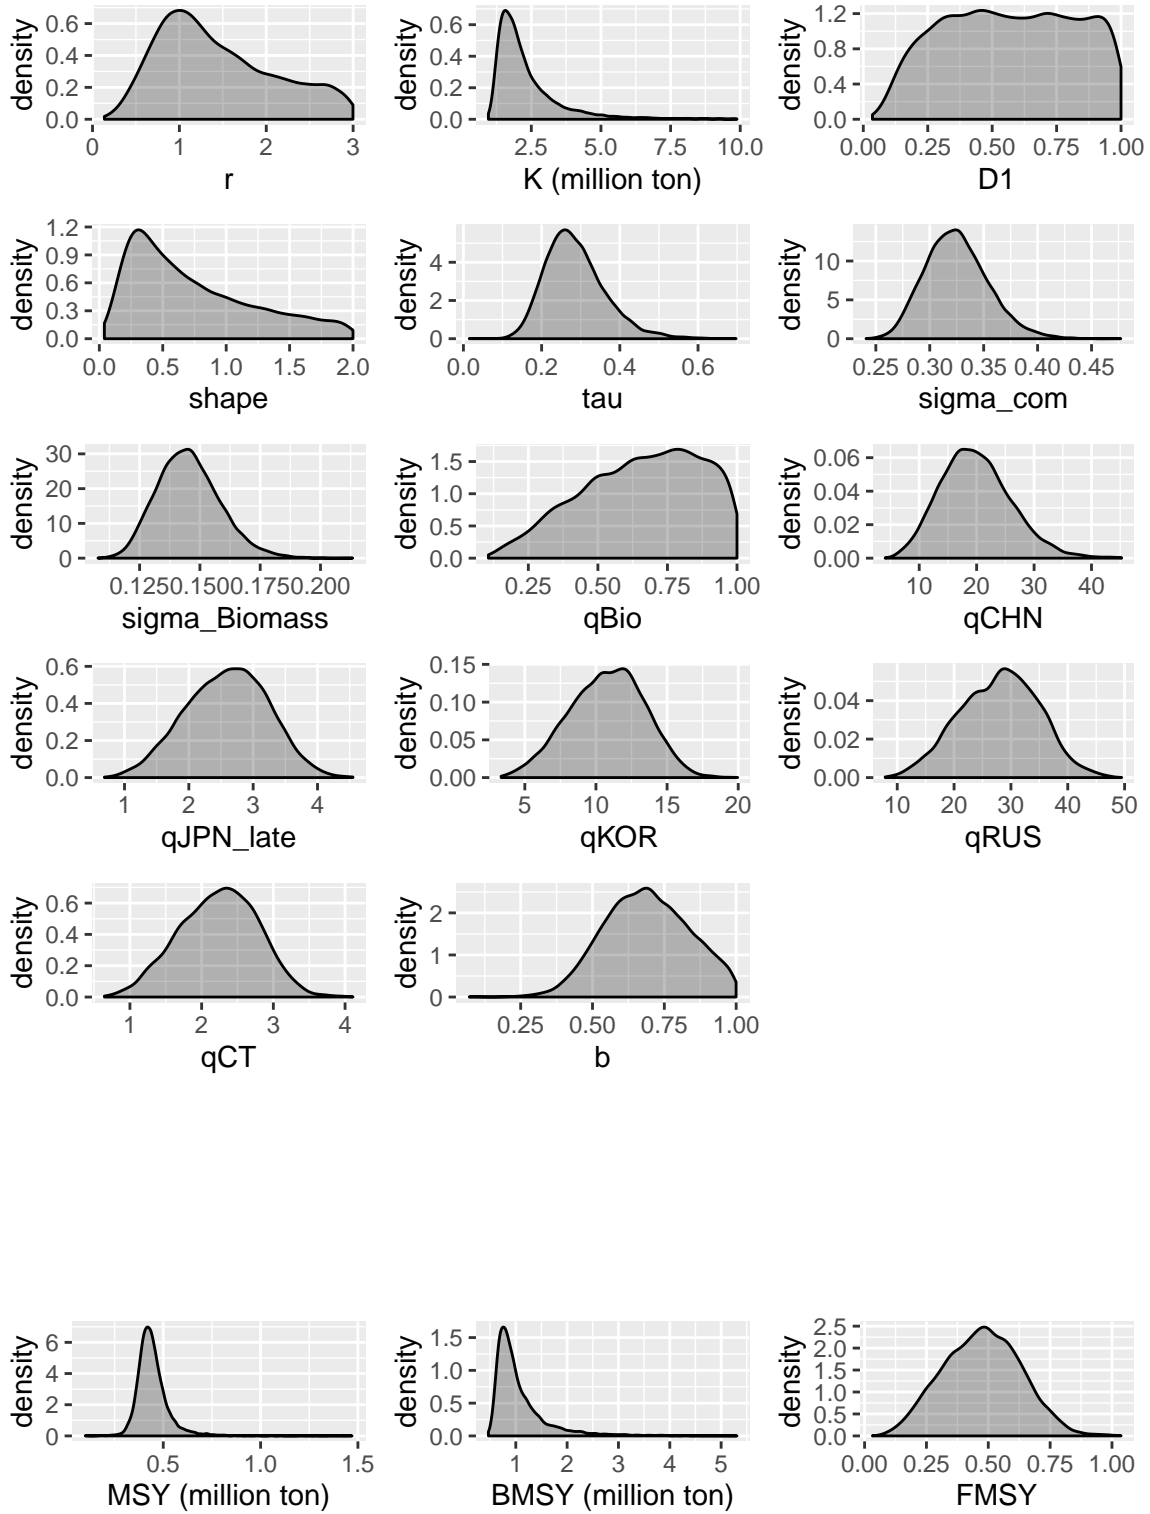 density 0.6 0.4 0.2 0.0 0 1 2 3 r
density 0.6 0.4 0.2 0.0 2.5 5.0 7.5 10.0 K (million ton)
density 1.2 0.8 0.4 0.0 0.00 0.25 0.50 0.75 1.00 D1
density 1.2 0.9 0.6 0.3 0.0 0.0 0.5 1.0 1.5 2.0 shape
density 4 2 0 0.0 0.2 0.4 0.6 tau
density 10 5 0 0.25 0.30 0.35 0.40 0.45 sigma_com
density 30 20 10 0 0.125 0.150 0.175 0.200 sigma_Biomass
density 1.5 1.0 0.5 0.0 0.25 0.50 0.75 1.00 qBio
density 0.06 0.04 0.02 0.00 10 20 30 40 qCHN
density 0.6 0.4 0.2 0.0 1 2 3 4 qJPN_late
density 0.15 0.10 0.05 0.00 5 10 15 20 qKOR
density 0.04 0.02 0.00 10 20 30 40 50 qRUS
density 0.6 0.4 0.2 0.0 1 2 3 4 qCT
density 2 1 0 0.25 0.50 0.75 1.00 b
density 6 4 2 0 0.5 1.0 1.5 MSY (million ton)
density 1.5 1.0 0.5 0.0 1 2 3 4 5 BMSY (million ton)
density 2.5 2.0 1.5 1.0 0.5 0.0 0.00 0.25 0.50 0.75 1.00 FMSY